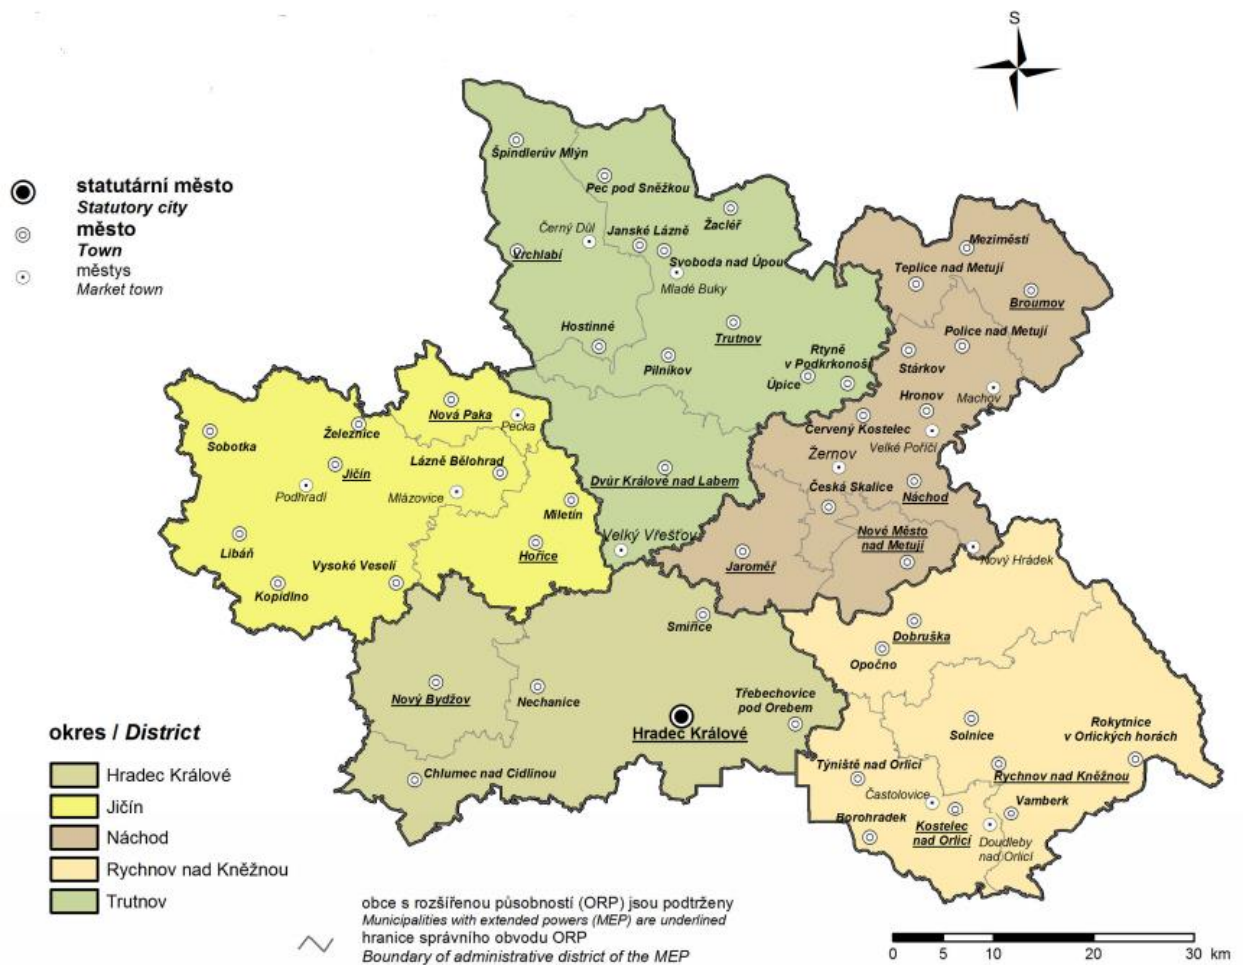 S
statutární město
Statutory city
město
Town
městys
Market town
Špindlerův Mlýn
Pec pod Sněžkou
Žacléř
Černý Důl
Janské Lázně
Vrchlabí
Svoboda nad Úpou
Mladé Buky
Meziměstí
Teplice nad Metují
Broumov
Hostinné
Trutnov
Police nad Metují
Pilníkov
Rtyně
v Podkrkonoší
Úpice
Stárkov
Hronov
Machov
Nová Paka
Pecka
Sobotka
Železnice
Červený Kostelec
Velké Poříčí
Žernov
Jičín
Lázně Bělohrad
Podhradí
Mlázovice
Dvůr Králové nad Labem
Česká Skalice
Náchod
Miletín
Libáň
Hořice
Velký Vřešťov
Nové Město
nad Metují
Jaroměř
Nový Hrádek
Vysoké Veselí
Kopidlno
Smiřice
Dobruška
Opočno
Nový Bydžov
Nechanice
Třebechovice
pod Orebem
Hradec Králové
Solnice
Rokytnice
v Orlických horách
Chlumec nad Cidlinou
Týniště nad Orlicí
Rychnov nad Kněžnou
Častolovice
Vamberk
Borohrádek
Kostelec
nad Orlicí
Doudleby
nad Orlicí
okres / District
Hradec Králové
Jičín
Náchod
Rychnov nad Kněžnou
Trutnov
obce s rozšířenou působností (ORP) jsou podtrženy
Municipalities with extended powers (MEP) are underlined
hranice správního obvodu ORP
Boundary of administrative district of the MEP
0 5 10 20 30 km